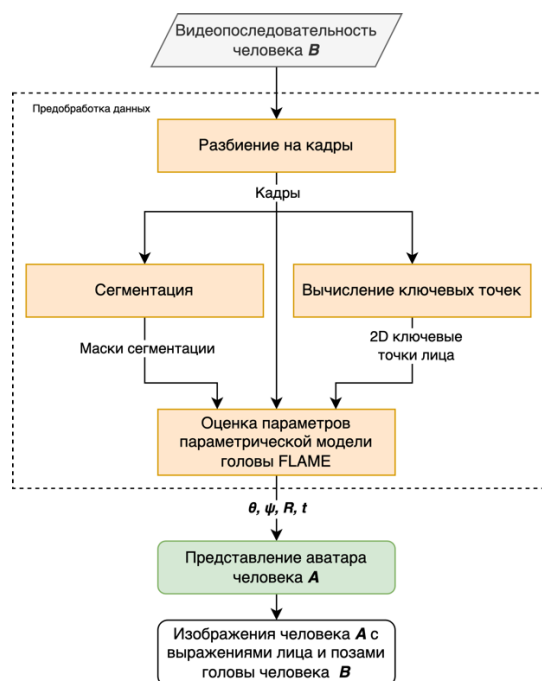 Видеопоследовательность
человека B
Предобработка данных
Разбиение на кадры
Кадры
Сегментация
Вычисление ключевых точек
Маски сегментации
2D ключевые
точки лица
Оценка параметров
параметрической модели
головы FLAME
θ, ψ, R, t
Представление аватара
человека A
Изображения человека A с
выражениями лица и позами
головы человека B